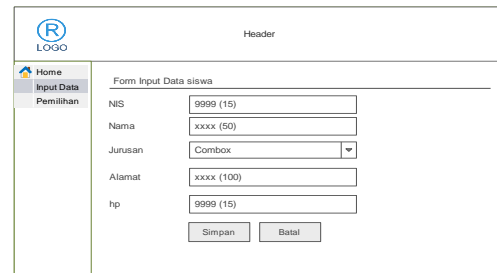 R
LOGO
Header
Home
Input Data
Pemilihan
Form Input Data siswa
NIS 9999 (15)
Nama xxxx (50)
Jurusan Combox
Alamat xxxx (100)
hp 9999 (15)
Simpan Batal